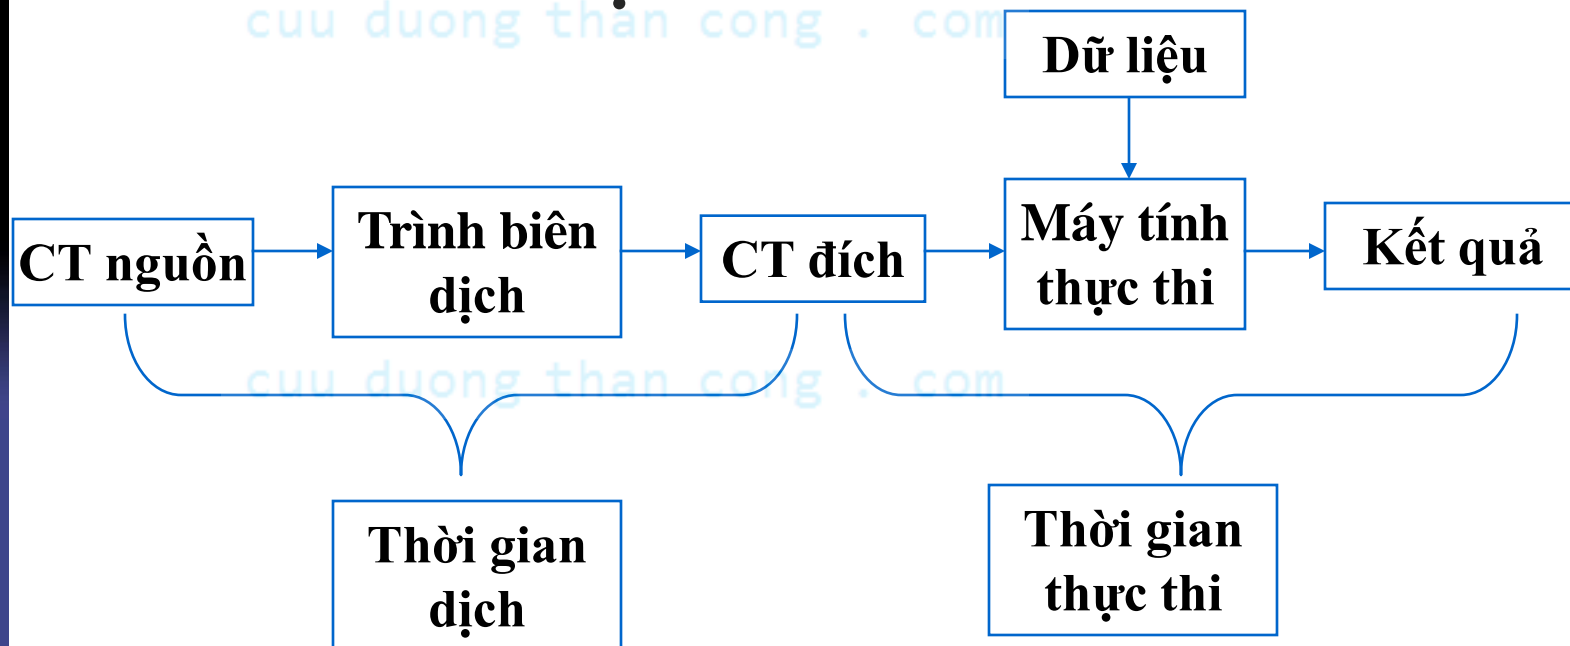 cuu duong than cong . com
Dữ liệu
CT nguồn
Trình biên
dịch
CT đích
Máy tính
thực thi
Kết quả
cuu duong than cong . com
Thời gian
dịch
Thời gian
thực thi